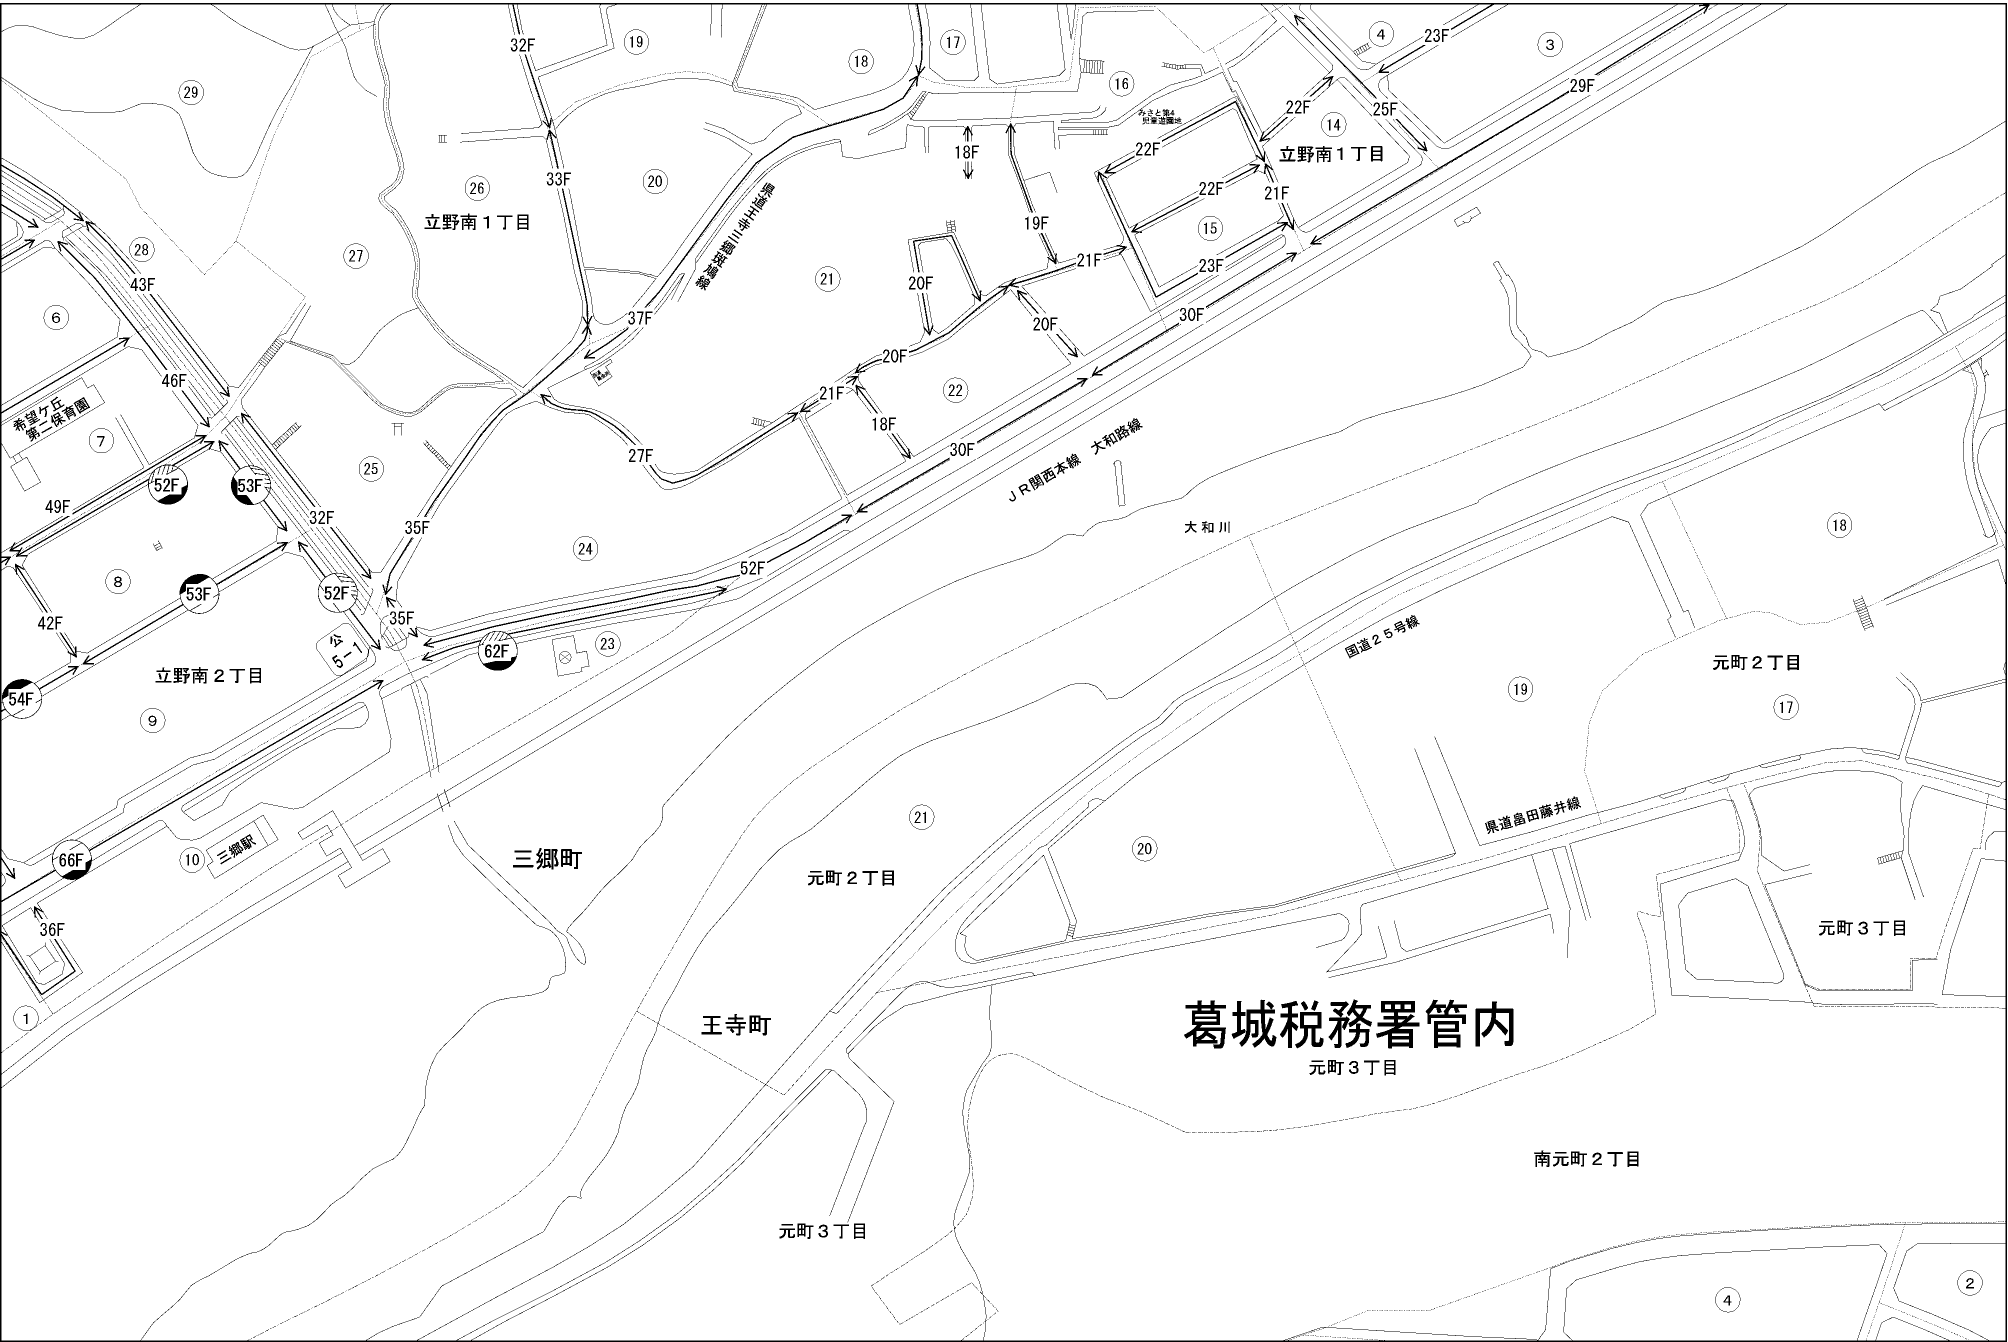 32F
19
18
17
4
23F
3
16
29F
29
みさと第4
児童遊園地
22F
25F
14
立野南1丁目
18F
22F
33F
20
26
22F
21F
立野南1丁目
県道王寺三郷斑鳩線
19F
15
28
27
21F
23F
43F
21
20F
6
37F
20F
30F
20F
46F
21F
22
希望ケ丘
第二保育園
7
18F
25
27F
30F
JR関西本線 大和路線
52F
53F
49F
32F
35F
大和川
18
24
8
52F
53F
52F
42F
35F
公
5-1
23
62F
国道25号線
元町2丁目
立野南2丁目
54F
19
17
9
21
県道畠田藤井線
20
10
三郷駅
66F
三郷町
元町2丁目
36F
元町3丁目
1
王寺町
葛城税務署管内
元町3丁目
南元町2丁目
元町3丁目
2
4